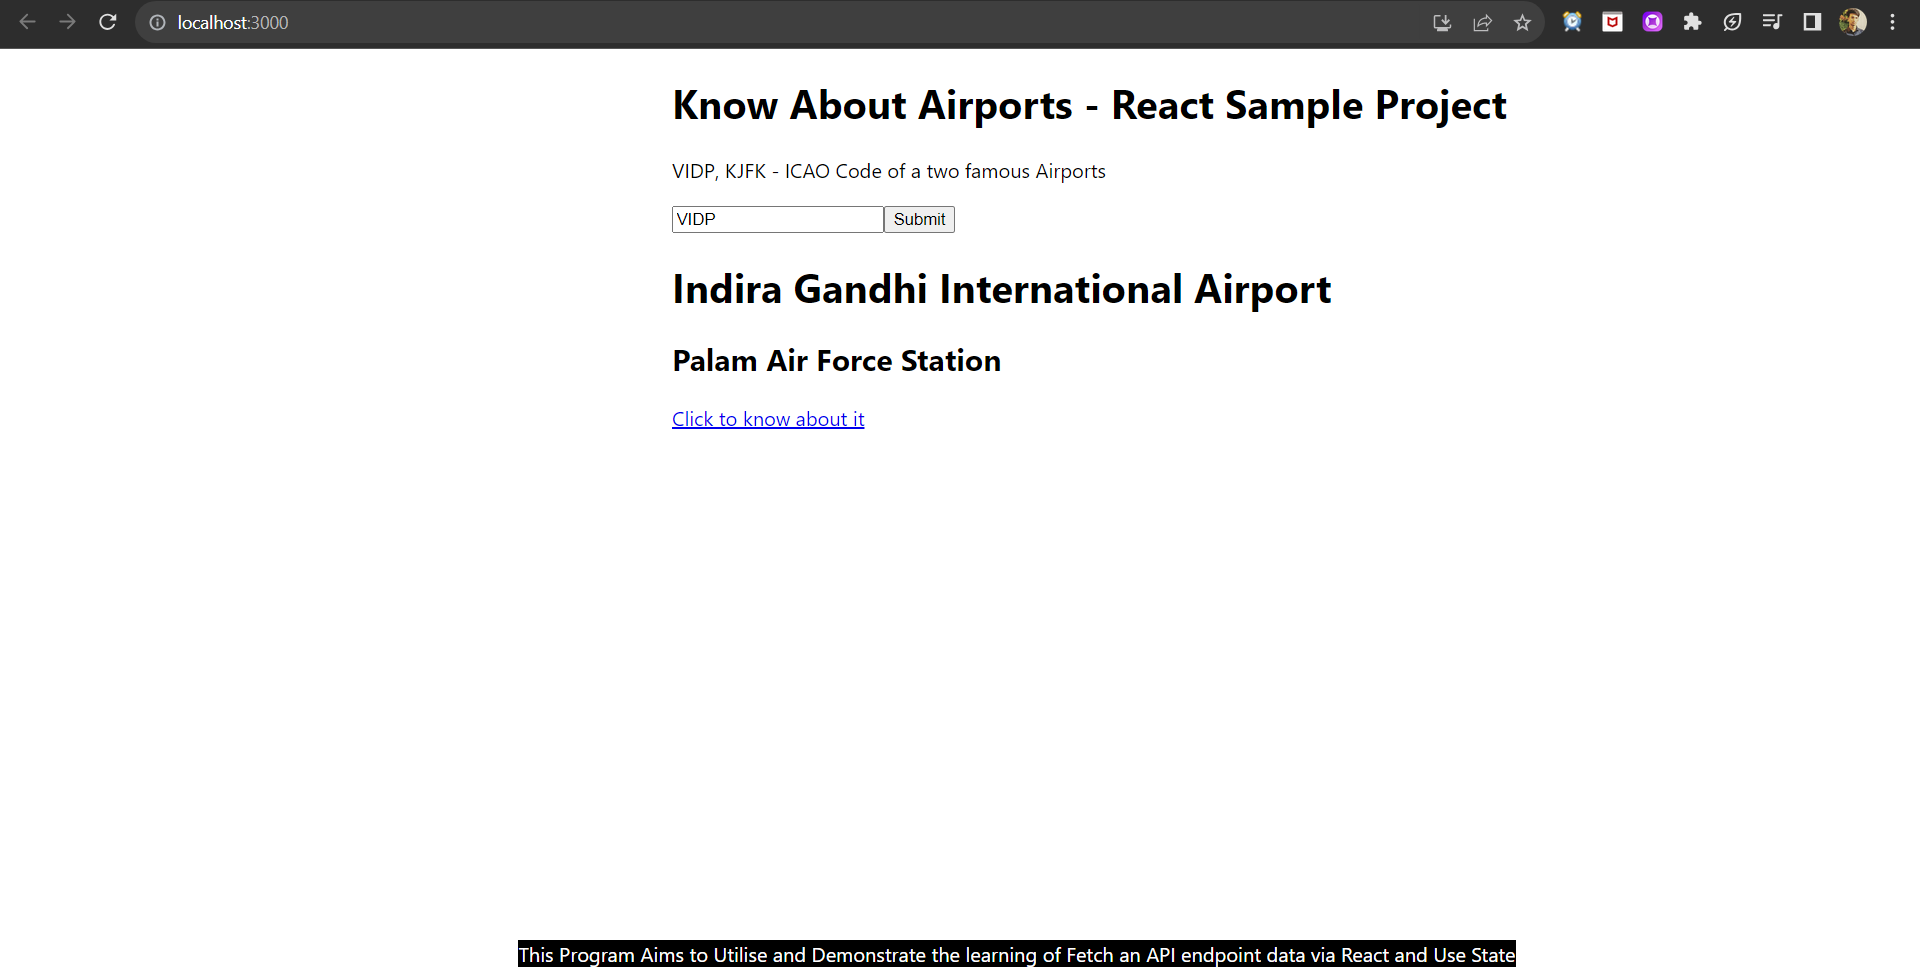 localhost:3000
Know About Airports - React Sample Project
VIDP, KJFK - ICAO Code of a two famous Airports
VIDP Submit
Indira Gandhi International Airport
Palam Air Force Station
Click to know about it
This Program Aims to Utilise and Demonstrate the learning of Fetch an API endpoint data via React and Use State